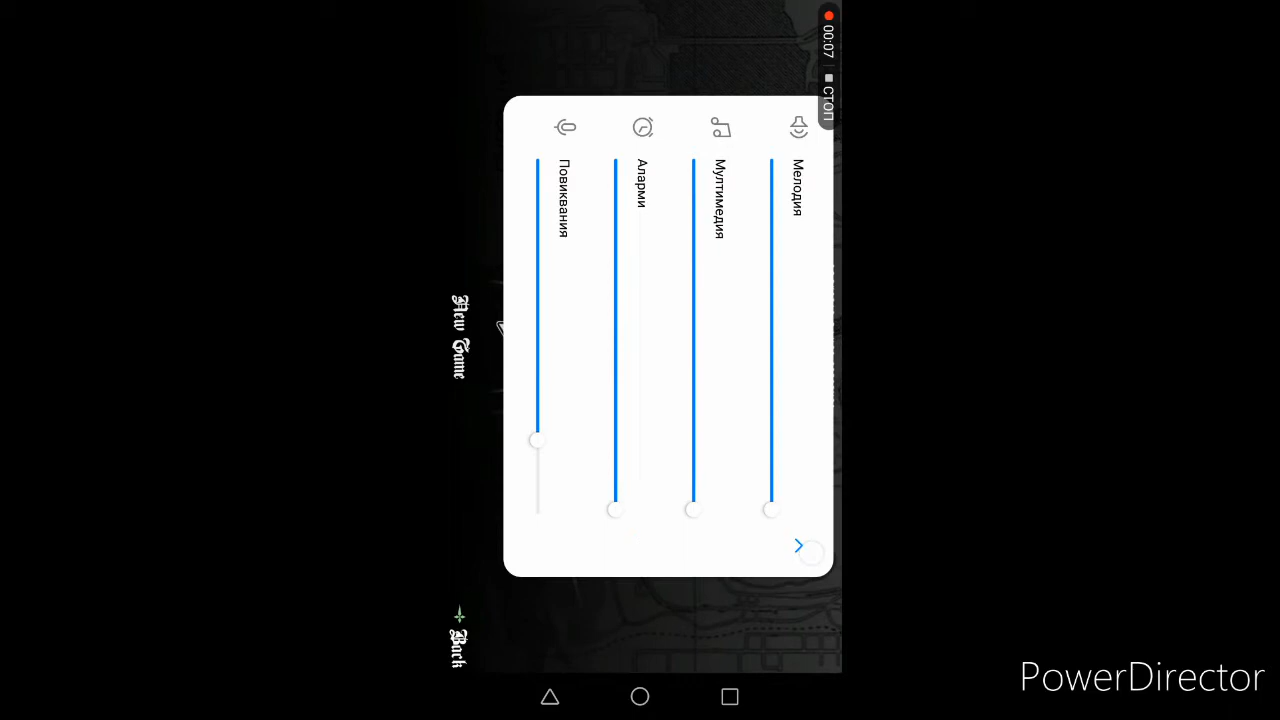 00:07 СТОП
Мелодия
Мултимедия
Аларми
Повиквания
New Game
Back
PowerDirector